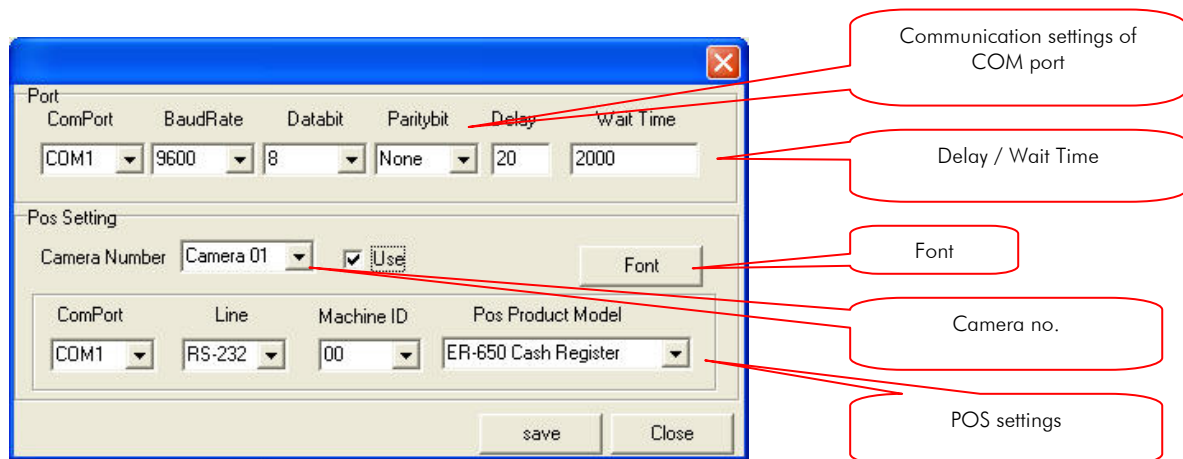 Port
ComPort BaudRate Databit Paritybit Delay Wait Time
COM1 9600 8 None 20 2000
Pos Setting
Camera Number Camera 01 Use Font
ComPort Line Machine ID Pos Product Model
COM1 RS-232 00 ER-650 Cash Register
save Close
Communication settings of
COM port
Delay / Wait Time
Font
Camera no.
POS settings